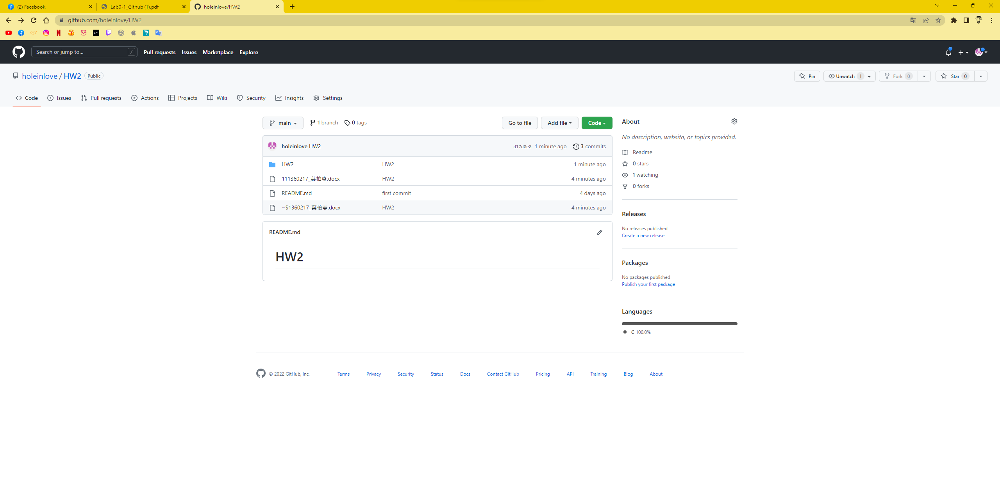 (2) Facebook
Lab0-1_Github (1).pdf
holeinlove/HW2
github.com/holeinlove/HW2
Search or jump to... /
Pull requests Issues Marketplace Explore
holeinlove / HW2 Public
Pin
Unwatch 1
Fork 0
Star 0
Code Issues Pull requests Actions Projects Wiki Security Insights Settings
main 1 branch 0 tags
Go to file Add file Code
holeinlove HW2 d17d8e8 1 minute ago 3 commits
HW2 HW2 1 minute ago
111360217_葉柏岑.docx HW2 4 minutes ago
README.md first commit 4 days ago
~$1360217_葉柏岑.docx HW2 4 minutes ago
README.md
HW2
About
No description, website, or topics provided.
Readme
0 stars
1 watching
0 forks
Releases
No releases published
Create a new release
Packages
No packages published
Publish your first package
Languages
C 100.0%
© 2022 GitHub, Inc. Terms Privacy Security Status Docs Contact GitHub Pricing API Training Blog About